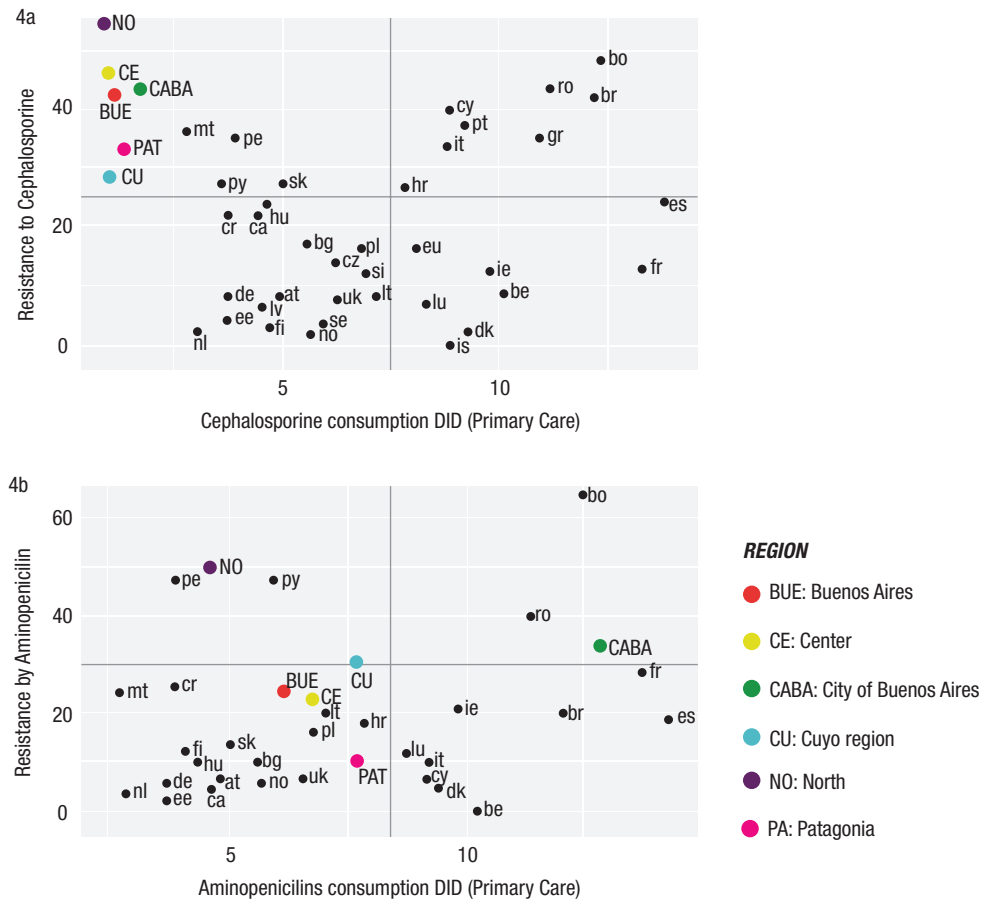 4a
Resistance to Cephalosporine
40
20
0
NO
CE
CABA
BUE
PAT
CU
mt
pe
py
sk
hu
cr
ca
bg
pl
cz
si
de
at
lv
uk
lt
ee
fi
se
no
nl
bo
ro
br
cy
pt
gr
it
hr
es
eu
ie
fr
be
lu
dk
is
5
10
Cephalosporine consumption DID (Primary Care)
4b
Resistance by Aminopenicilin
60
40
20
0
bo
pe
NO
py
ro
CABA
CU
fr
mt
cr
BUE
CE
lt
ie
br
es
hr
pl
sk
fi
hu
bg
PAT
lu
it
cy
dk
be
nl
de
ee
at
ca
no
uk
5
10
Aminopenicilins consumption DID (Primary Care)
REGION
BUE: Buenos Aires
CE: Center
CABA: City of Buenos Aires
CU: Cuyo region
NO: North
PA: Patagonia